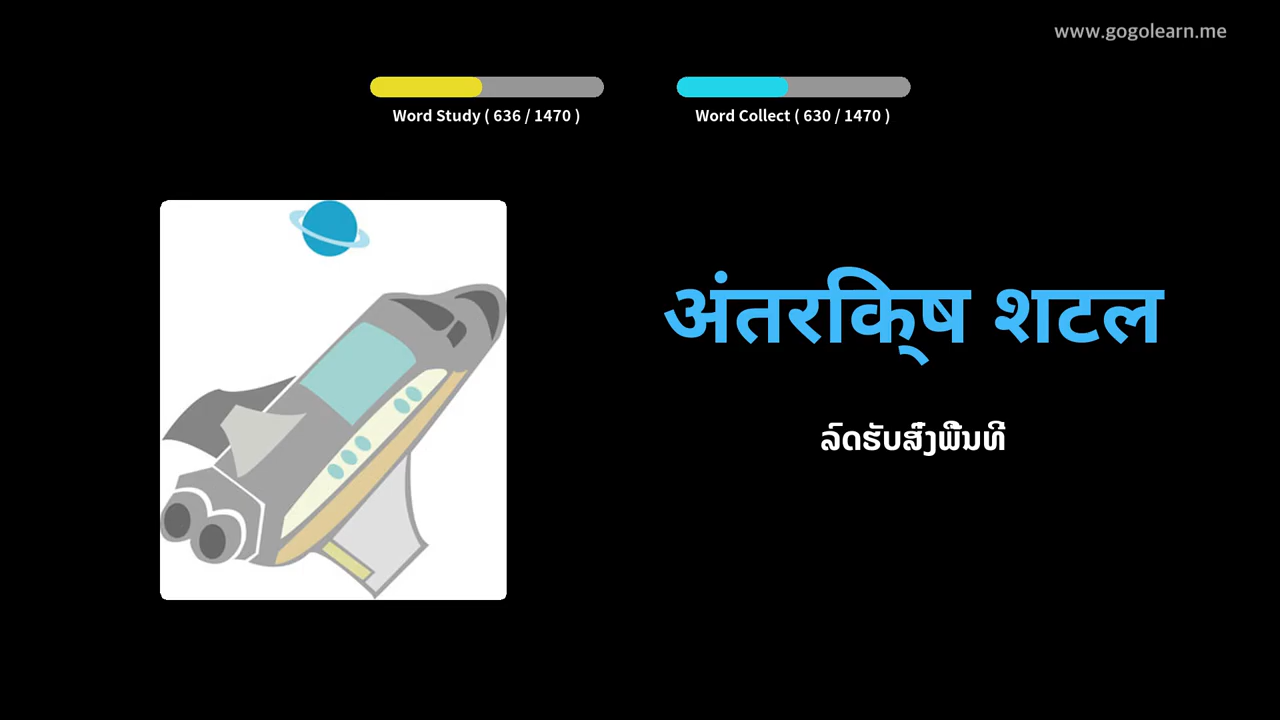 www.gogolearn.me
Word Study ( 636 / 1470 )
Word Collect ( 630 / 1470 )
अंतरिक्ष शटल
ລົດຮັບສົ່ງພື້ນທີ່